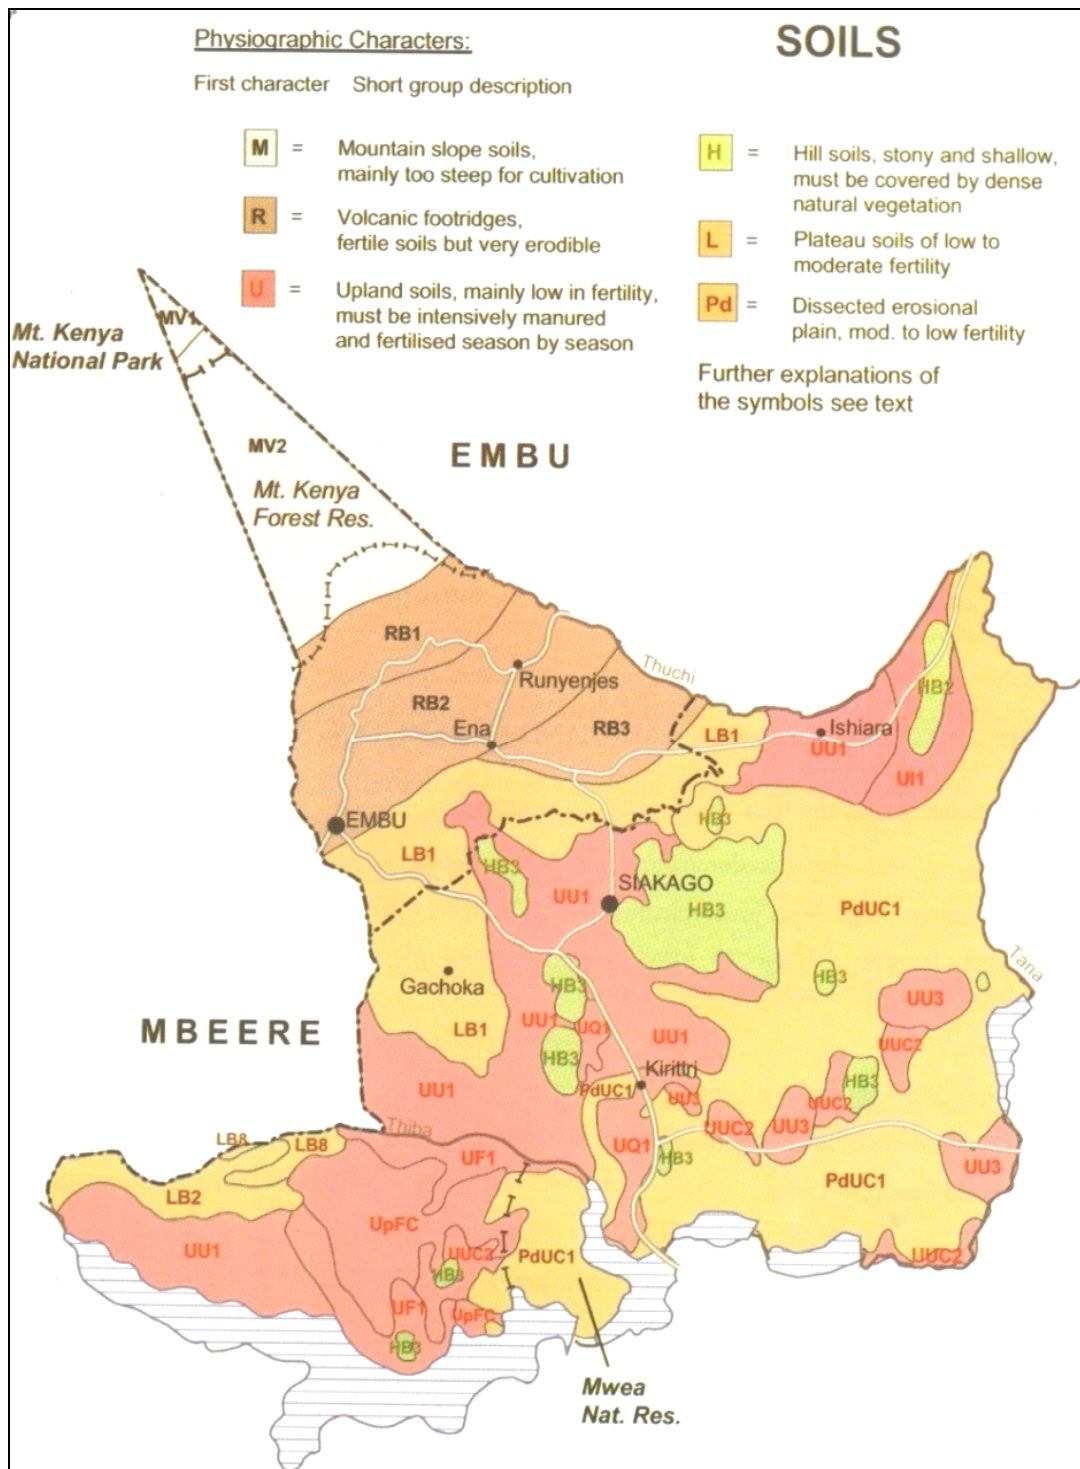 Physiographic Characters:
SOILS
First character Short group description
M = Mountain slope soils,
mainly too steep for cultivation
R = Volcanic footridges,
fertile soils but very erodible
U = Upland soils, mainly low in fertility,
must be intensively manured
and fertilised season by season
H = Hill soils, stony and shallow,
must be covered by dense
natural vegetation
L = Plateau soils of low to
moderate fertility
Pd = Dissected erosional
plain, mod. to low fertility
Further explanations of
the symbols see text
MV1
Mt. Kenya
National Park
MV2
EMBU
Mt. Kenya
Forest Res.
RB1
Thuchi
Runyenjes
RB2
HB2
Ena
RB3
LB1
Ishiara
UU1
UI1
EMBU
HB3
LB1
HB3
SIAKAGO
UU1
HB3
PdUC1
Tana
Gachoka
HB3
HB3
UU3
MBEERE
LB1
UU1
UQ1
UU1
UUC2
HB3
Kiritiri
UU1
PdUC1
UU3
HB3
UUC2
Thiba
LB8
LB8
UUC2
UU3
UQ1
UF1
HB3
UU3
LB2
PdUC1
UpFC
UU1
UUC2
PdUC1
UUC2
HB3
UF1
UpFC
HB3
Mwea
Nat. Res.